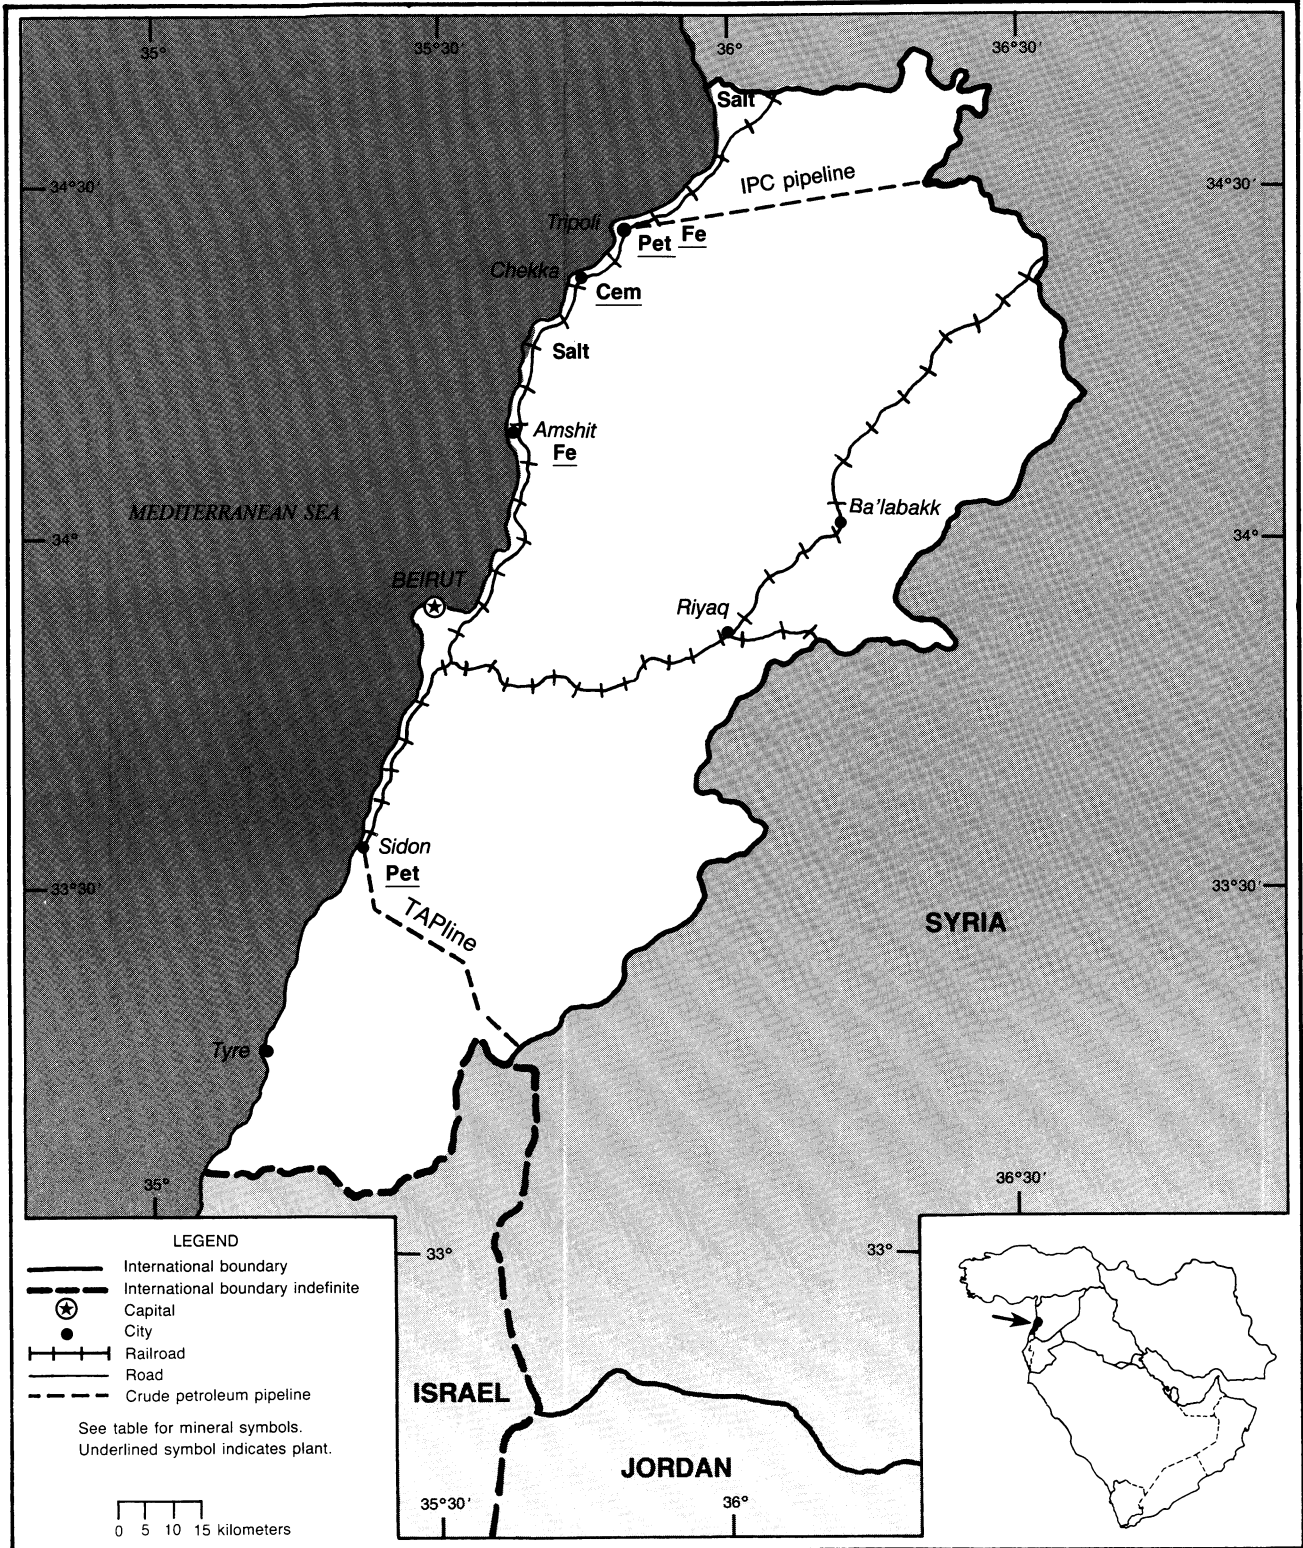 35°
35°30'
36°
36°30'
Salt
34°30'
IPC pipeline
34°30'
Tripoli
Pet Fe
Chekka
Cem
Salt
Amshit
Fe
MEDITERRANEAN SEA
Ba'labakk
34°
34°
BEIRUT
Riyaq
Sidon
Pet
33°30'
33°30'
TAPline
SYRIA
Tyre
35°
36°30'
LEGEND
International boundary
International boundary indefinite
Capital
City
Railroad
Road
Crude petroleum pipeline
See table for mineral symbols.
Underlined symbol indicates plant.
0 5 10 15 kilometers
33°
33°
ISRAEL
JORDAN
35°30'
36°